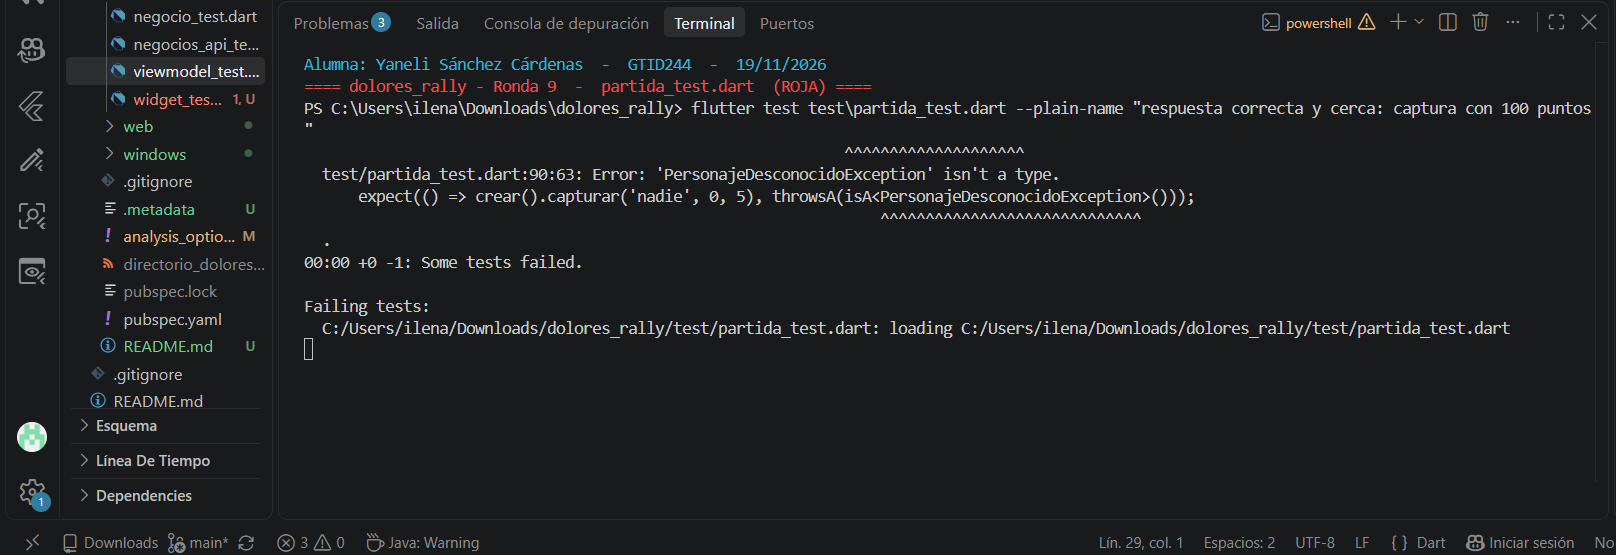 negocio_test.dart
negocios_api_te...
viewmodel_test....
widget_tes... 1, U
web
windows
.gitignore
.metadata U
analysis_optio... M
directorio_dolores...
pubspec.lock
pubspec.yaml
README.md U
.gitignore
README.md
Esquema
Línea De Tiempo
Dependencies
1
Problemas 3 Salida Consola de depuración Terminal Puertos
powershell
Alumna: Yaneli Sánchez Cárdenas - GTID244 - 19/11/2026
==== dolores_rally - Ronda 9 - partida_test.dart (ROJA) ====
PS C:\Users\ilena\Downloads\dolores_rally> flutter test test\partida_test.dart --plain-name "respuesta correcta y cerca: captura con 100 puntos
"
^^^^^^^^^^^^^^^^^^^^
test/partida_test.dart:90:63: Error: 'PersonajeDesconocidoException' isn't a type.
expect(() => crear().capturar('nadie', 0, 5), throwsA(isA<PersonajeDesconocidoException>()));
^^^^^^^^^^^^^^^^^^^^^^^^^^^^^
.
00:00 +0 -1: Some tests failed.
Failing tests:
C:/Users/ilena/Downloads/dolores_rally/test/partida_test.dart: loading C:/Users/ilena/Downloads/dolores_rally/test/partida_test.dart
Downloads main* 3 0 Java: Warning Lín. 29, col. 1 Espacios: 2 UTF-8 LF { } Dart Iniciar sesión No